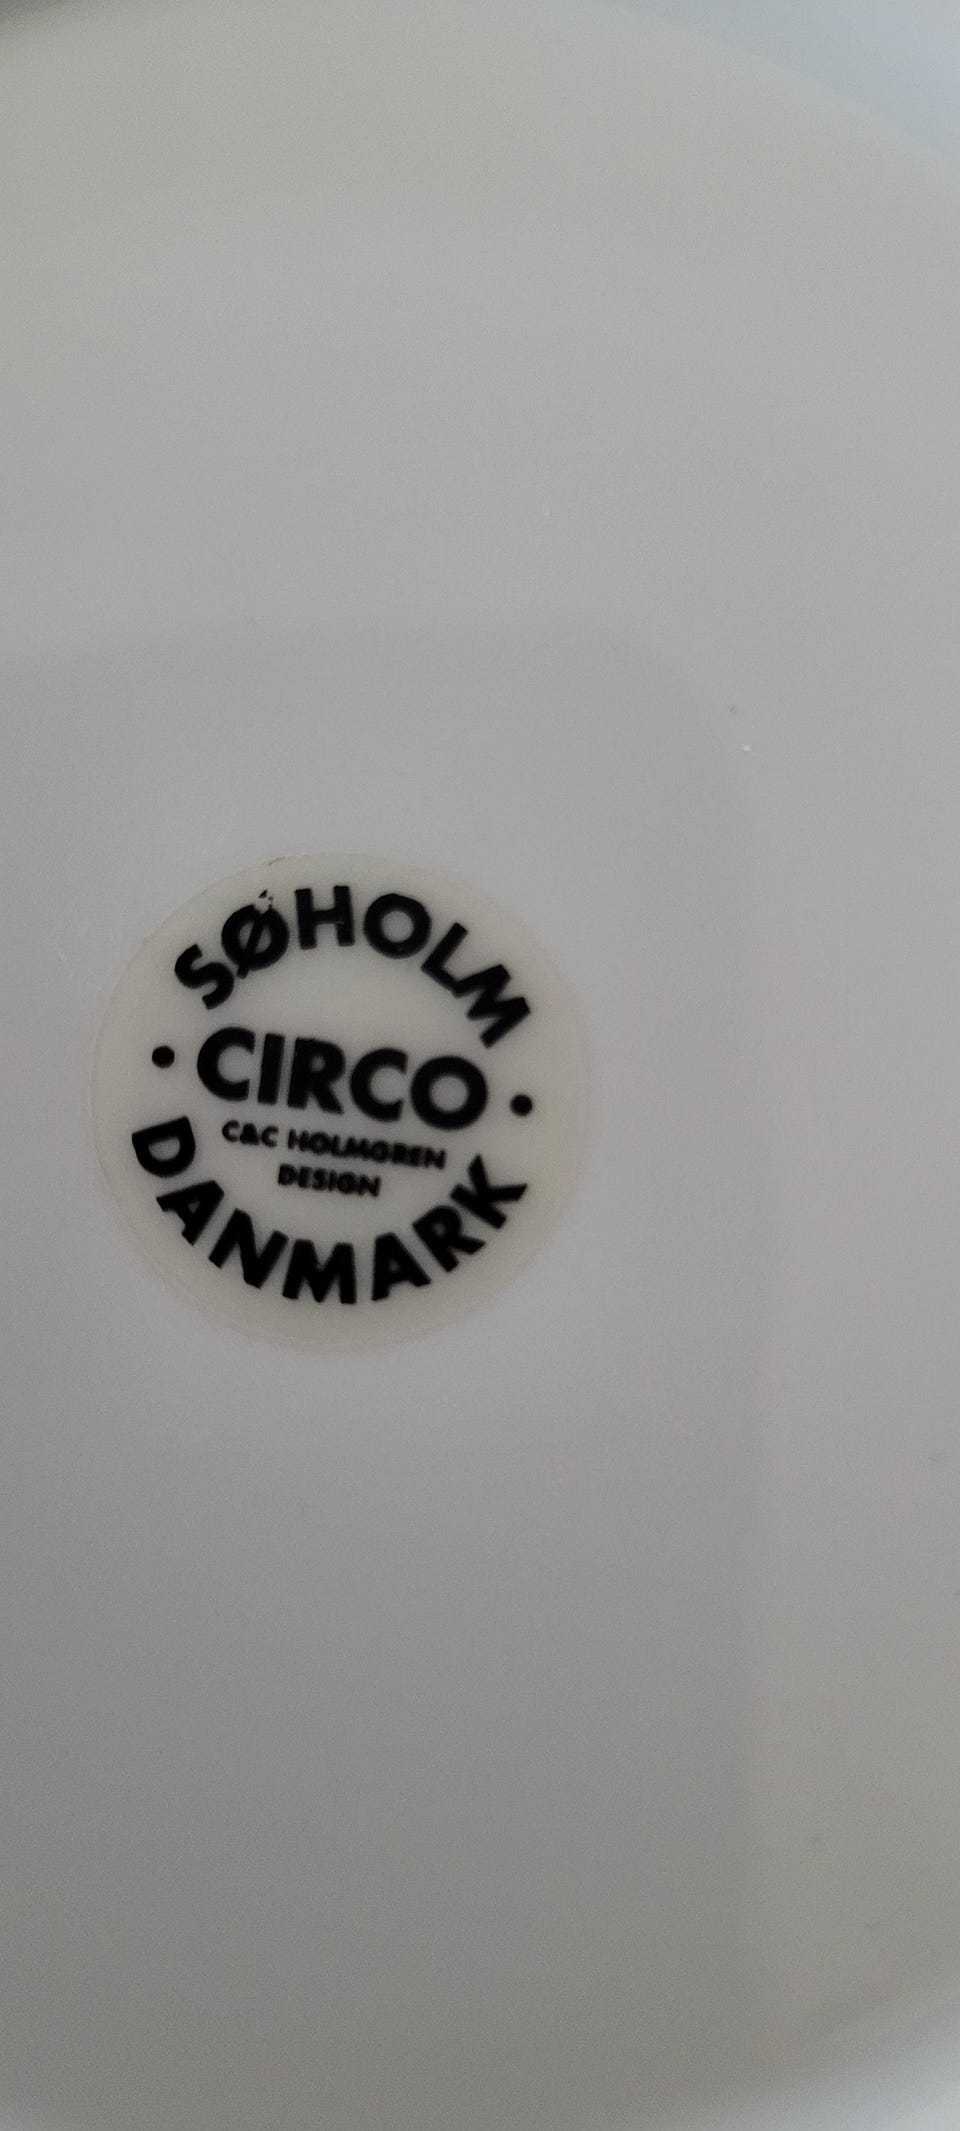 SØHOLM
• CIRCO •
C&C HOLMGREN
DESIGN
DANMARK